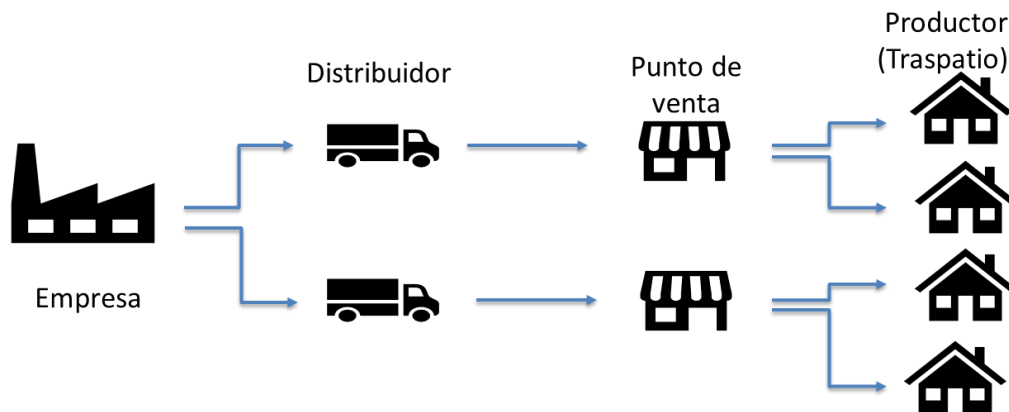 Productor
(Traspatio)
Distribuidor
Punto de
venta
Empresa